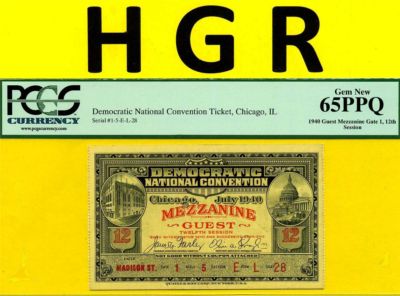 H G R
PCGS
CURRENCY
www.pcgscurrency.com
Democratic National Convention Ticket, Chicago, IL
Serial #1-5-E-L-28
Gem New
65PPQ
1940 Guest Mezzanine Gate 1, 12th
Session
DEMOCRATIC
NATIONAL CONVENTION
Chicago, July 1940
MEZZANINE
GUEST
TWELFTH SESSION
12 12
MADISON ST. 1 5 E L 28
GOOD NOT WITHOUT COUPON ATTACHED